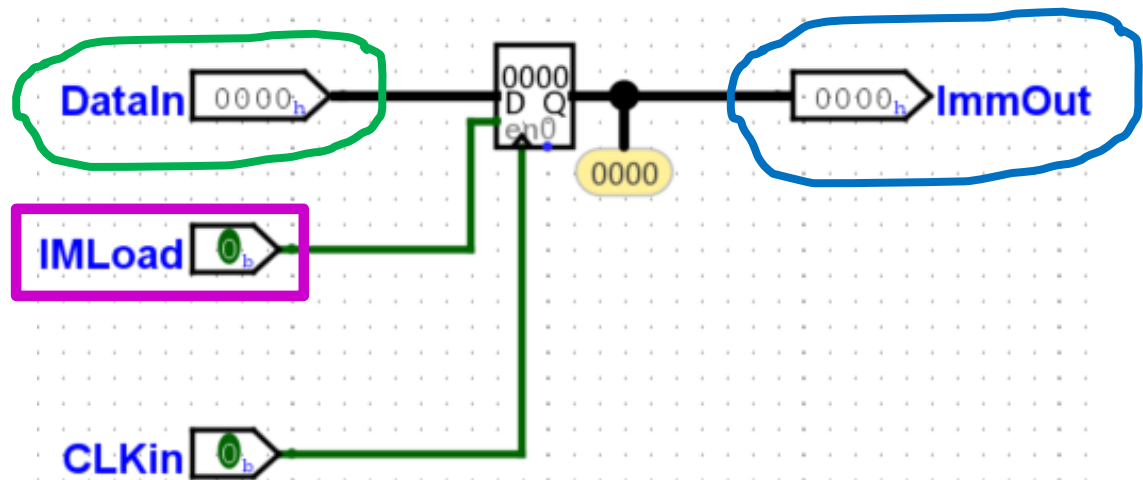 DataIn 0000h 0000 0000h ImmOut
D Q
en0
0000
IMLoad 0b
CLKin 0b